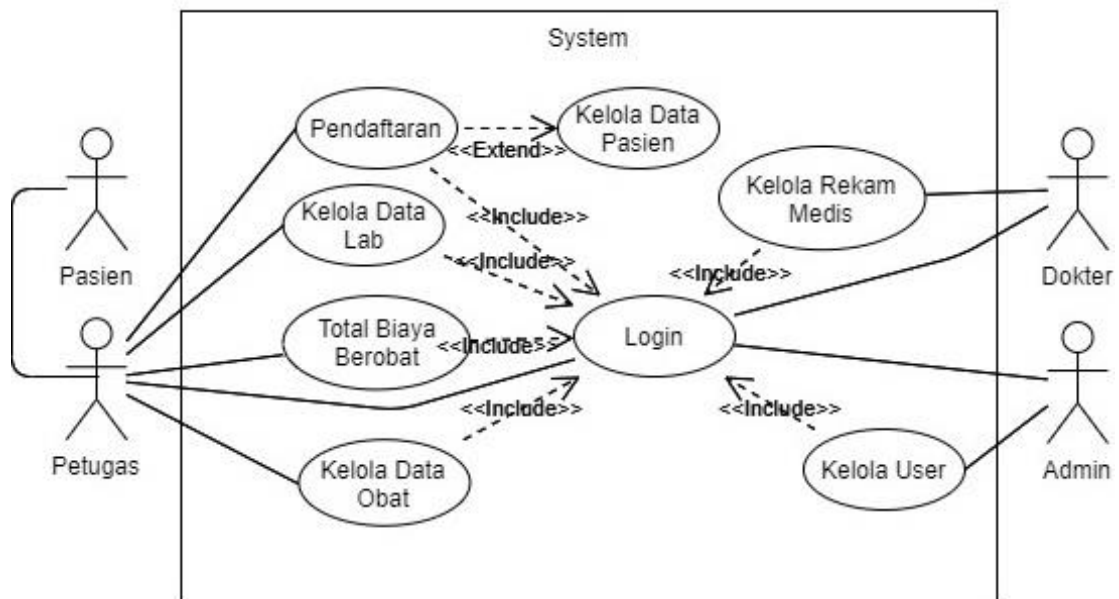 System
Pendaftaran
<<Extend>>
Kelola Data
Pasien
Kelola Rekam
Medis
Kelola Data
Lab
<<Include>>
<<Include>>
<<Include>>
Pasien
Dokter
Total Biaya
Berobat
<<Include>>
Login
<<Include>>
<<Include>>
Petugas
Kelola Data
Obat
Kelola User
Admin